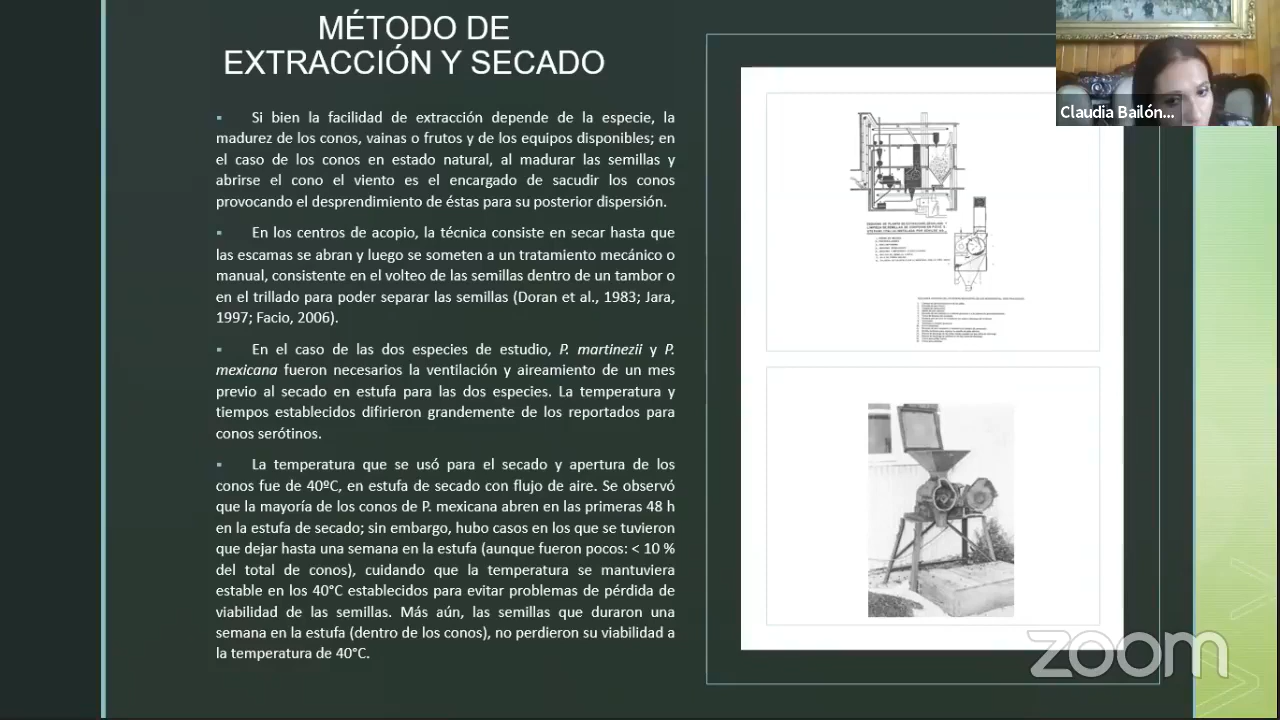 MÉTODO DE
EXTRACCIÓN Y SECADO
Si bien la facilidad de extracción depende de la especie, la
madurez de los conos, vainas o frutos y de los equipos disponibles; en
el caso de los conos en estado natural, al madurar las semillas y
abrirse el cono el viento es el encargado de sacudir los conos
provocando el desprendimiento de éstas para su posterior dispersión.
En los centros de acopio, la técnica consiste en secar hasta que
las escamas se abran y luego se someten a un tratamiento mecánico o
manual consistente en el volteo de las semillas dentro de un tambor o
en el trillado para poder separar las semillas (Doran et al., 1983; Jara,
1996; Tacio, 2006).
En el caso de las dos especies de estudio, P. martinezii y P.
mexicana fueron necesarios la ventilación y aireamiento de un mes
previo al secado en estufa para las dos especies. La temperatura y
tiempos establecidos difirieron grandemente de los reportados para
conos serótinos.
La temperatura que se usó para el secado y apertura de los
conos fue de 40ºC, en estufa de secado con flujo de aire. Se observó
que la mayoría de los conos de P. mexicana abren en las primeras 48 h
en la estufa de secado; sin embargo, hubo casos en los que se tuvieron
que dejar hasta una semana en la estufa (aunque fueron pocos: < 10 %
del total de conos), cuidando que la temperatura se mantuviera
estable en los 40°C establecidos para evitar problemas de pérdida de
viabilidad de las semillas. Más aún, las semillas que duraron una
semana en la estufa (dentro de los conos), no perdieron su viabilidad a
la temperatura de 40°C.
Claudia Bailón...
zoom